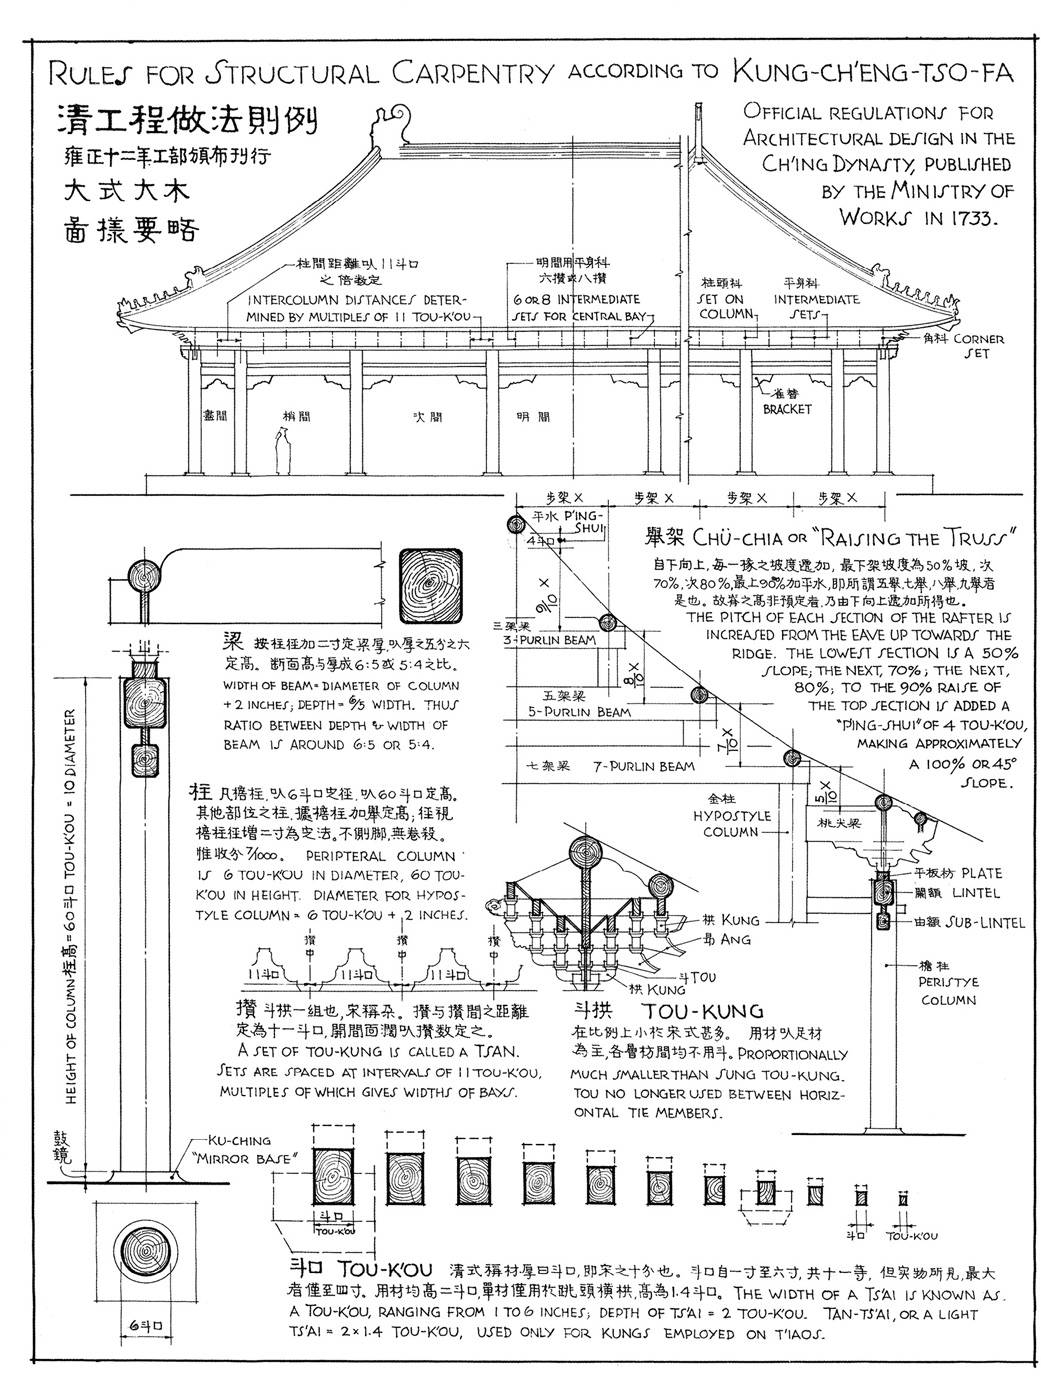 RULES FOR STRUCTURAL CARPENTRY ACCORDING TO KUNG-CH'ENG-TSO-FA
清工程做法則例
雍正十二年工部頒布刊行
大式大木
圖樣要略
OFFICIAL REGULATIONS FOR
ARCHITECTURAL DESIGN IN THE
CH'ING DYNASTY, PUBLISHED
BY THE MINISTRY OF
WORKS IN 1733.
柱間距離以11斗口
之倍數定
INTERCOLUMN DISTANCES DETER-
MINED BY MULTIPLES OF 11 TOU-K'OU
明間用平身科
六攢或八攢
6 OR 8 INTERMEDIATE
SETS FOR CENTRAL BAY
柱頭科
SET ON
COLUMN
平身科
INTERMEDIATE
SETS
角科 CORNER
SET
雀替
BRACKET
盡間
梢間
次間
明間
步架 X
步架 X
步架 X
步架 X
平水 P'ING-
SHUI
4斗口
9/10 X
三架梁
3-PURLIN BEAM
8/10 X
五架梁
5-PURLIN BEAM
7/10 X
七架梁 7-PURLIN BEAM
5/10 X
金柱
HYPOSTYLE
COLUMN
桃尖梁
平板枋 PLATE
闌額 LINTEL
由額 SUB-LINTEL
檐柱
PERISTYE
COLUMN
舉架 CHÜ-CHIA OR "RAISING THE TRUSS"
自下向上,每一椽之坡度遞加,最下架坡度為50%坡,次
70%,次80%,最上90%加平水,即所謂五舉,七舉,八舉,九舉者
是也。故脊之高非預定者,乃由下向上遞加所得也。
THE PITCH OF EACH SECTION OF THE RAFTER IS
INCREASED FROM THE EAVE UP TOWARDS THE
RIDGE. THE LOWEST SECTION IS A 50%
SLOPE; THE NEXT, 70%; THE NEXT,
80%; TO THE 90% RAISE OF
THE TOP SECTION IS ADDED A
"P'ING-SHUI" OF 4 TOU-K'OU,
MAKING APPROXIMATELY
A 100% OR 45°
SLOPE.
梁 按柱徑加二寸定梁厚,以厚之五分之六
定高。斷面高与厚成6:5或5:4之比。
WIDTH OF BEAM = DIAMETER OF COLUMN
+ 2 INCHES; DEPTH = 6/5 WIDTH. THUS
RATIO BETWEEN DEPTH & WIDTH OF
BEAM IS AROUND 6:5 OR 5:4.
柱 凡檐柱,以6斗口定徑,以60斗口定高。
其他部位之柱,據檐柱加舉定高;徑視
檐柱徑增二寸為定法。不側脚,無卷殺。
惟收分7/1000。 PERIPTERAL COLUMN
IS 6 TOU-K'OU IN DIAMETER, 60 TOU-
K'OU IN HEIGHT. DIAMETER FOR HYPOS-
TYLE COLUMN = 6 TOU-K'OU + 2 INCHES.
HEIGHT OF COLUMN 柱高 = 60斗口 TOU-K'OU = 10 DIAMETER
鼓鏡
KU-CHING
"MIRROR BASE"
6斗口
攢
攢
攢
11斗口
11斗口
11斗口
攢 斗拱一組也,宋稱朵。攢与攢間之距離
定為十一斗口,開間面濶以攢数定之。
A SET OF TOU-KUNG IS CALLED A TSAN.
SETS ARE SPACED AT INTERVALS OF 11 TOU-K'OU,
MULTIPLES OF WHICH GIVES WIDTHS OF BAYS.
栱 KUNG
昂 ANG
斗 TOU
栱 KUNG
斗拱 TOU-KUNG
在比例上小於宋式甚多。 用材以足材
為主,各層枋間均不用斗。PROPORTIONALLY
MUCH SMALLER THAN SUNG TOU-KUNG.
TOU NO LONGER USED BETWEEN HORIZ-
ONTAL TIE MEMBERS.
斗口
TOU-K'OU
斗口
TOU-K'OU
斗口 TOU-K'OU 清式稱材厚曰斗口,即宋之十分也。斗口自一寸至六寸,共十一等, 但实物所見,最大
者僅至四寸。用材均高二斗口,單材僅用於跳頭橫栱,高為1.4斗口。THE WIDTH OF A TS'AI IS KNOWN AS
A TOU-K'OU, RANGING FROM 1 TO 6 INCHES; DEPTH OF TS'AI = 2 TOU-K'OU. TAN-TS'AI, OR A LIGHT
TS'AI = 2 × 1.4 TOU-K'OU, USED ONLY FOR KUNGS EMPLOYED ON T'IAOS.